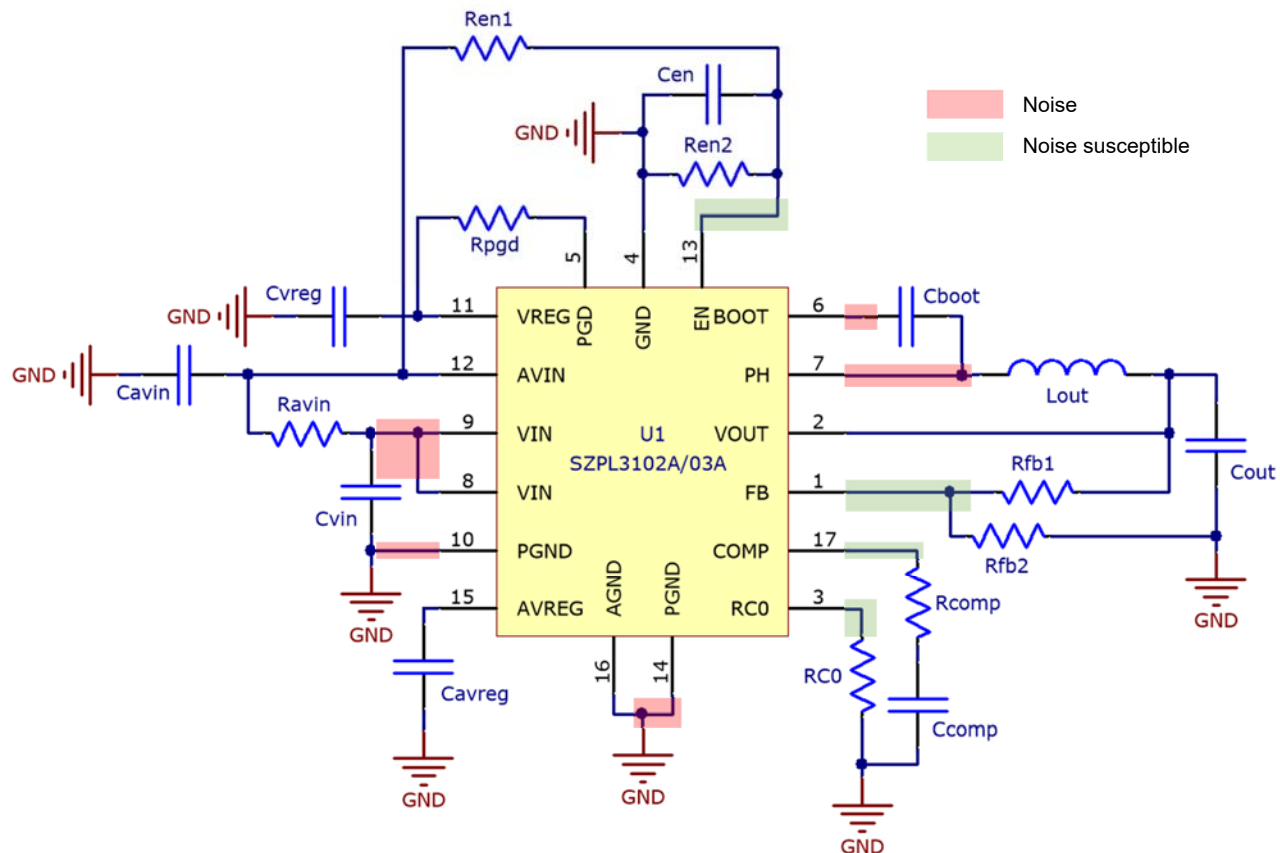 Ren1
Cen
Noise
GND
Ren2
Noise susceptible
Rpgd
5
4
13
Cvreg
GND
11
VREG
PGD
GND
EN
BOOT
6
Cboot
GND
Cavin
12
AVIN
PH
7
Lout
Ravin
9
VIN
U1
SZPL3102A/03A
VOUT
2
Cout
8
VIN
FB
1
Rfb1
Cvin
10
PGND
COMP
17
Rfb2
GND
15
AVREG
AGND
PGND
RC0
3
Rcomp
GND
GND
Cavreg
16
14
RC0
Ccomp
GND
GND
GND